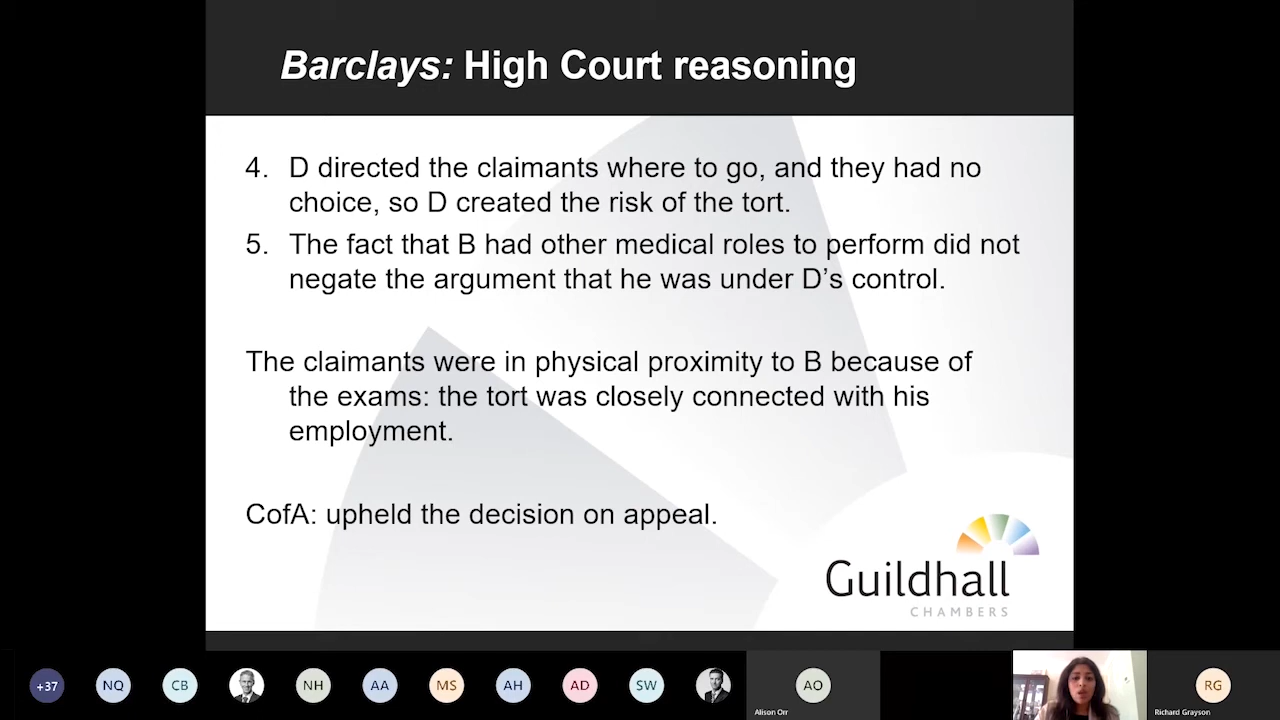 Barclays: High Court reasoning
4. D directed the claimants where to go, and they had no
choice, so D created the risk of the tort.
5. The fact that B had other medical roles to perform did not
negate the argument that he was under D’s control.
The claimants were in physical proximity to B because of
the exams: the tort was closely connected with his
employment.
CofA: upheld the decision on appeal.
Guildhall
CHAMBERS
+37 NQ CB NH AA MS AH AD SW AO RG
Alison Orr
Richard Grayson